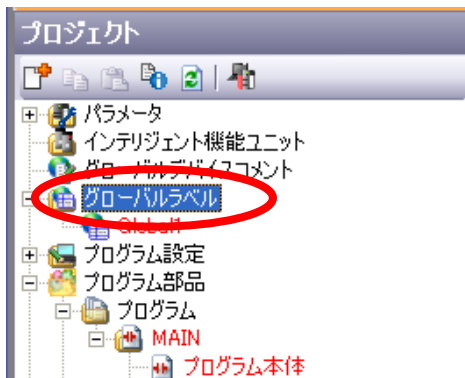 プロジェクト
パラメータ
インテリジェント機能ユニット
グローバルデバイスコメント
グローバルラベル
Global1
プログラム設定
プログラム部品
プログラム
MAIN
プログラム本体